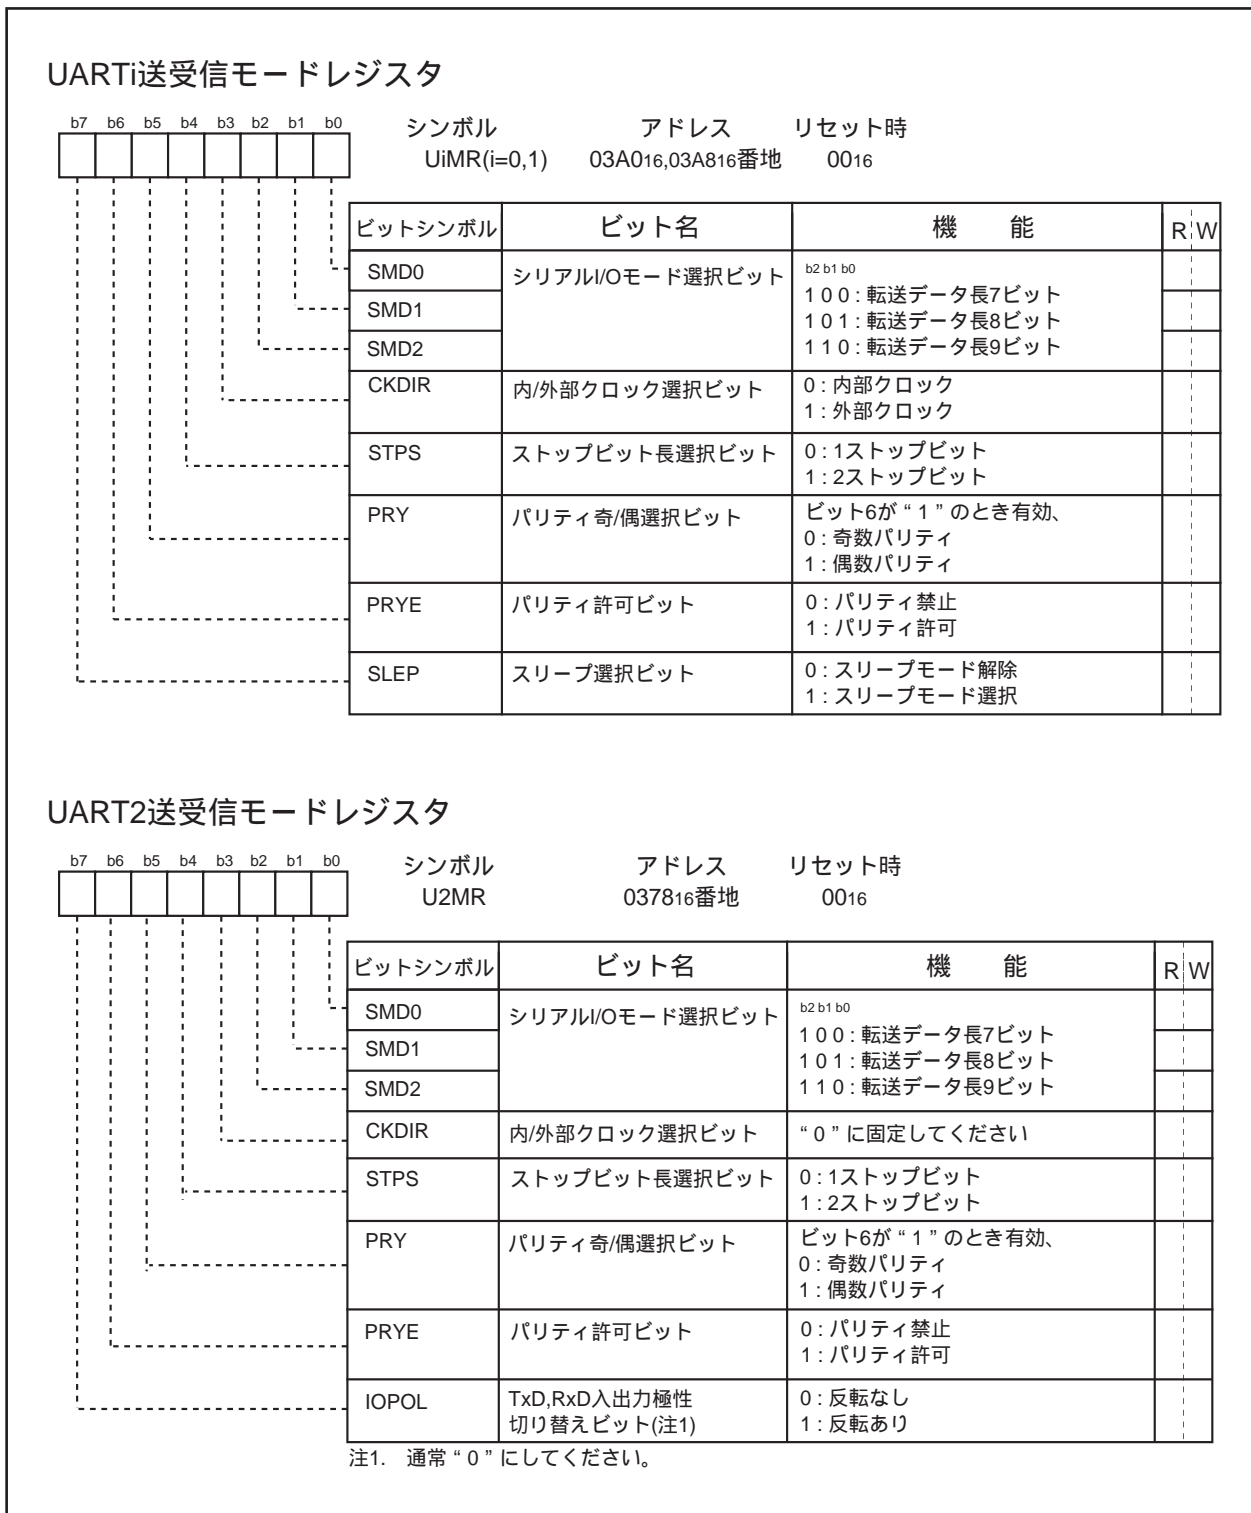 UARTi送受信モードレジスタ
b7 b6 b5 b4 b3 b2 b1 b0
シンボル アドレス リセット時
UiMR(i=0,1) 03A016,03A816番地 0016
ビットシンボル ビット名 機 能 R W
SMD0 シリアルI/Oモード選択ビット b2 b1 b0
1 0 0 : 転送データ長7ビット
SMD1 1 0 1 : 転送データ長8ビット
SMD2 1 1 0 : 転送データ長9ビット
CKDIR 内/外部クロック選択ビット 0 : 内部クロック
1 : 外部クロック
STPS ストップビット長選択ビット 0 : 1ストップビット
1 : 2ストップビット
PRY パリティ奇/偶選択ビット ビット6が“ 1 ” のとき有効、
0 : 奇数パリティ
1 : 偶数パリティ
PRYE パリティ許可ビット 0 : パリティ禁止
1 : パリティ許可
SLEP スリープ選択ビット 0 : スリープモード解除
1 : スリープモード選択
UART2送受信モードレジスタ
b7 b6 b5 b4 b3 b2 b1 b0
シンボル アドレス リセット時
U2MR 037816番地 0016
ビットシンボル ビット名 機 能 R W
SMD0 シリアルI/Oモード選択ビット b2 b1 b0
1 0 0 : 転送データ長7ビット
SMD1 1 0 1 : 転送データ長8ビット
SMD2 1 1 0 : 転送データ長9ビット
CKDIR 内/外部クロック選択ビット “ 0 ” に固定してください
STPS ストップビット長選択ビット 0 : 1ストップビット
1 : 2ストップビット
PRY パリティ奇/偶選択ビット ビット6が“ 1 ” のとき有効、
0 : 奇数パリティ
1 : 偶数パリティ
PRYE パリティ許可ビット 0 : パリティ禁止
1 : パリティ許可
IOPOL TxD,RxD入出力極性 0 : 反転なし
切り替えビット(注1) 1 : 反転あり
注1. 通常“ 0 ” にしてください。